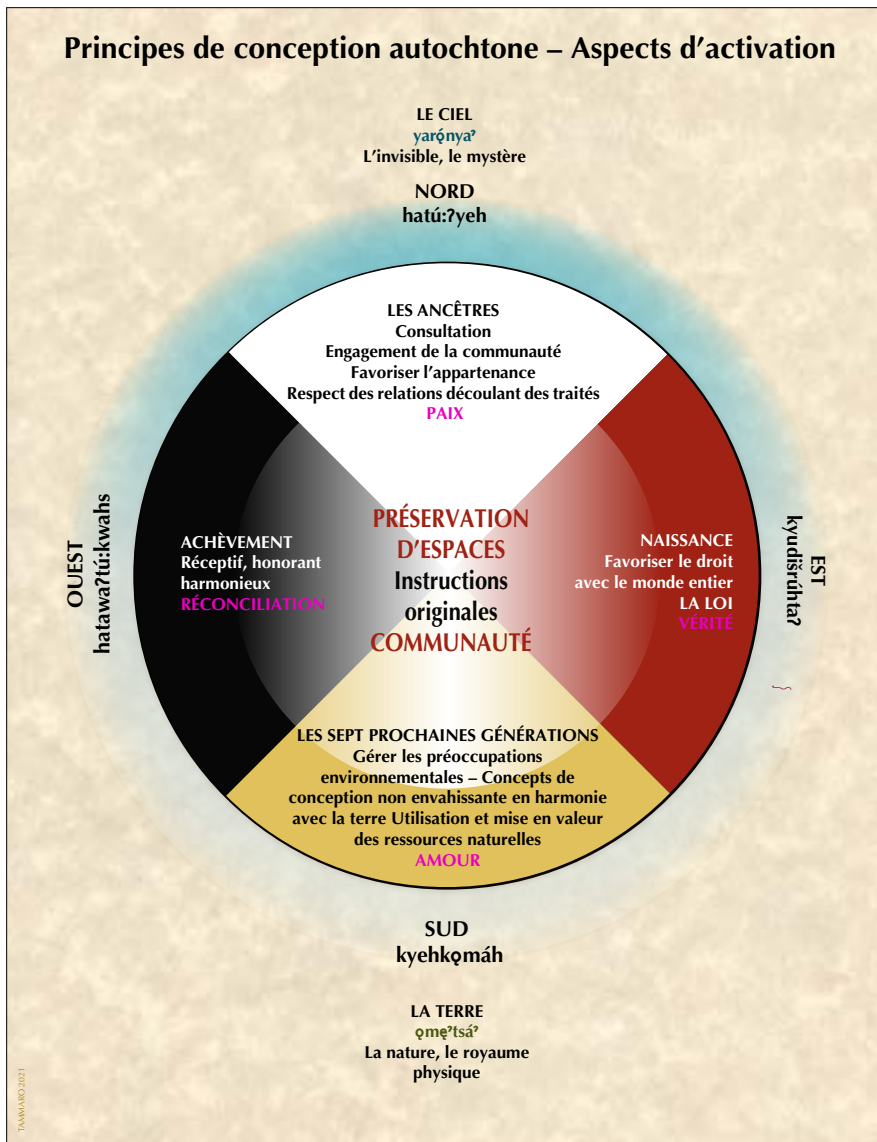 Principes de conception autochtone – Aspects d’activation
LE CIEL
yarǫ́nyaˀ
L’invisible, le mystère
NORD
hatú:ʔyeh
LES ANCÊTRES
Consultation
Engagement de la communauté
Favoriser l’appartenance
Respect des relations découlant des traités
PAIX
OUEST
hatawaʔtú:kwahs
ACHÈVEMENT
Réceptif, honorant
harmonieux
RÉCONCILIATION
PRÉSERVATION
D’ESPACES
Instructions
originales
COMMUNAUTÉ
NAISSANCE
Favoriser le droit
avec le monde entier
LA LOI
VÉRITÉ
EST
kyudišrúhtaʔ
LES SEPT PROCHAINES GÉNÉRATIONS
Gérer les préoccupations
environnementales – Concepts de
conception non envahissante en harmonie
avec la terre Utilisation et mise en valeur
des ressources naturelles
AMOUR
SUD
kyehkǫmáh
LA TERRE
ǫmęˀtsáˀ
La nature, le royaume
physique
TAMMARO 2021